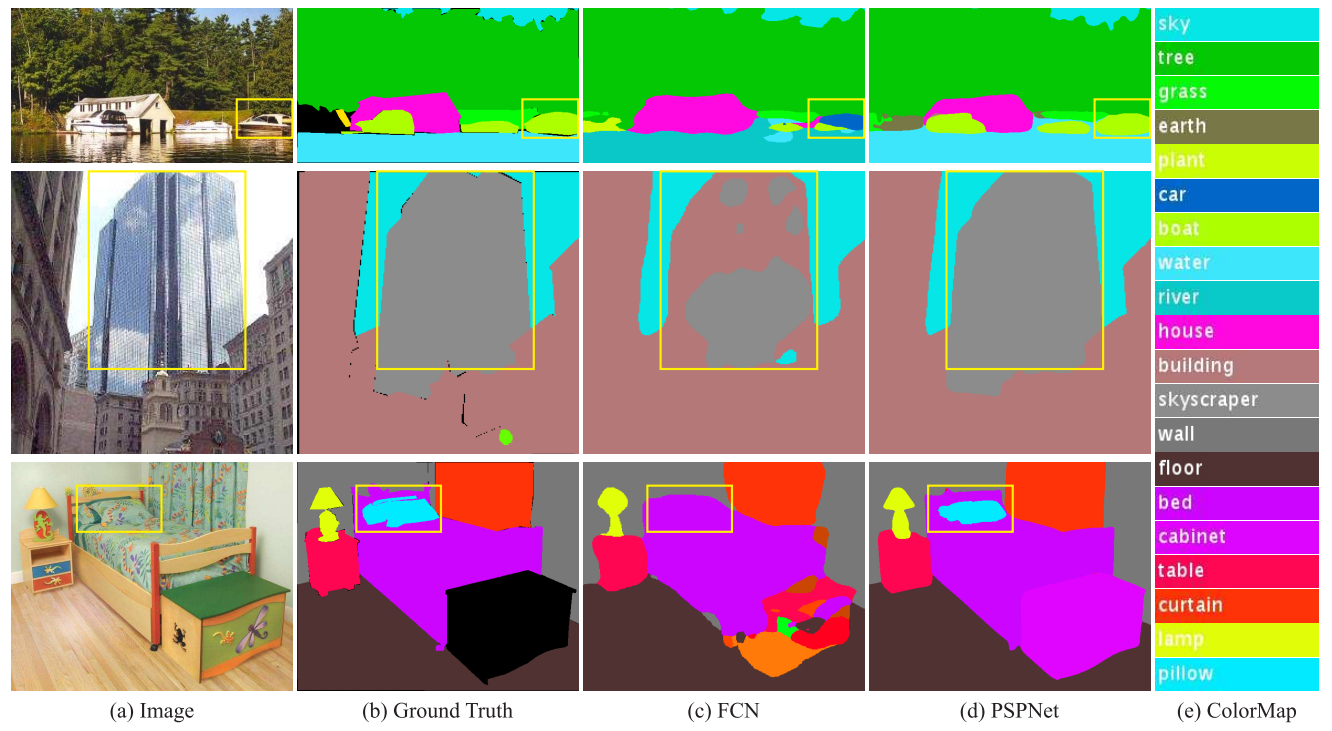 sky
tree
grass
earth
plant
car
boat
water
river
house
building
skyscraper
wall
floor
bed
cabinet
table
curtain
lamp
pillow
(a) Image
(b) Ground Truth
(c) FCN
(d) PSPNet
(e) ColorMap